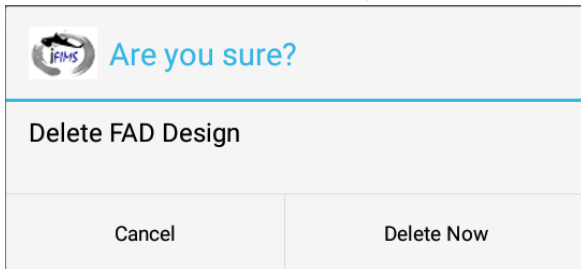 iFIMS
Are you sure?
Delete FAD Design
Cancel
Delete Now